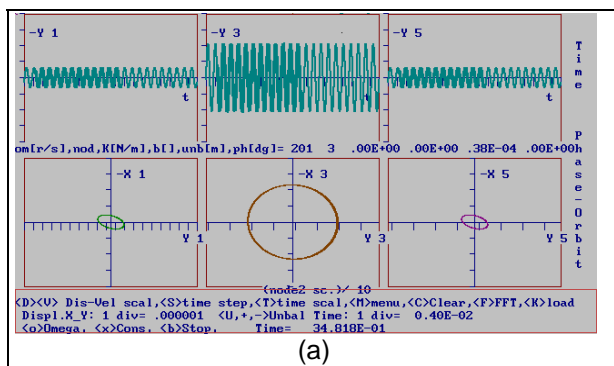 -Y 1
-Y 3
-Y 5
t
t
t
Time Phase-Orbit
om[r/s],nod,K[N/m],b[],unb[m],ph[dg]= 201 3 .00E+00 .00E+00 .38E-04 .00E+00
-X 1
-X 3
-X 5
Y 1
Y 3
Y 5
(node2 sc.)/ 10
<D><V> Dis-Vel scal,<S>time step,<T>time scal,<M>menu,<C>Clear,<F>FFT,<K>load
Displ.X_Y: 1 div= .000001 <U,+,->Unbal Time: 1 div= 0.40E-02
<o>Omega, <x>Cons, <b>Stop, Time= 34.818E-01
(a)